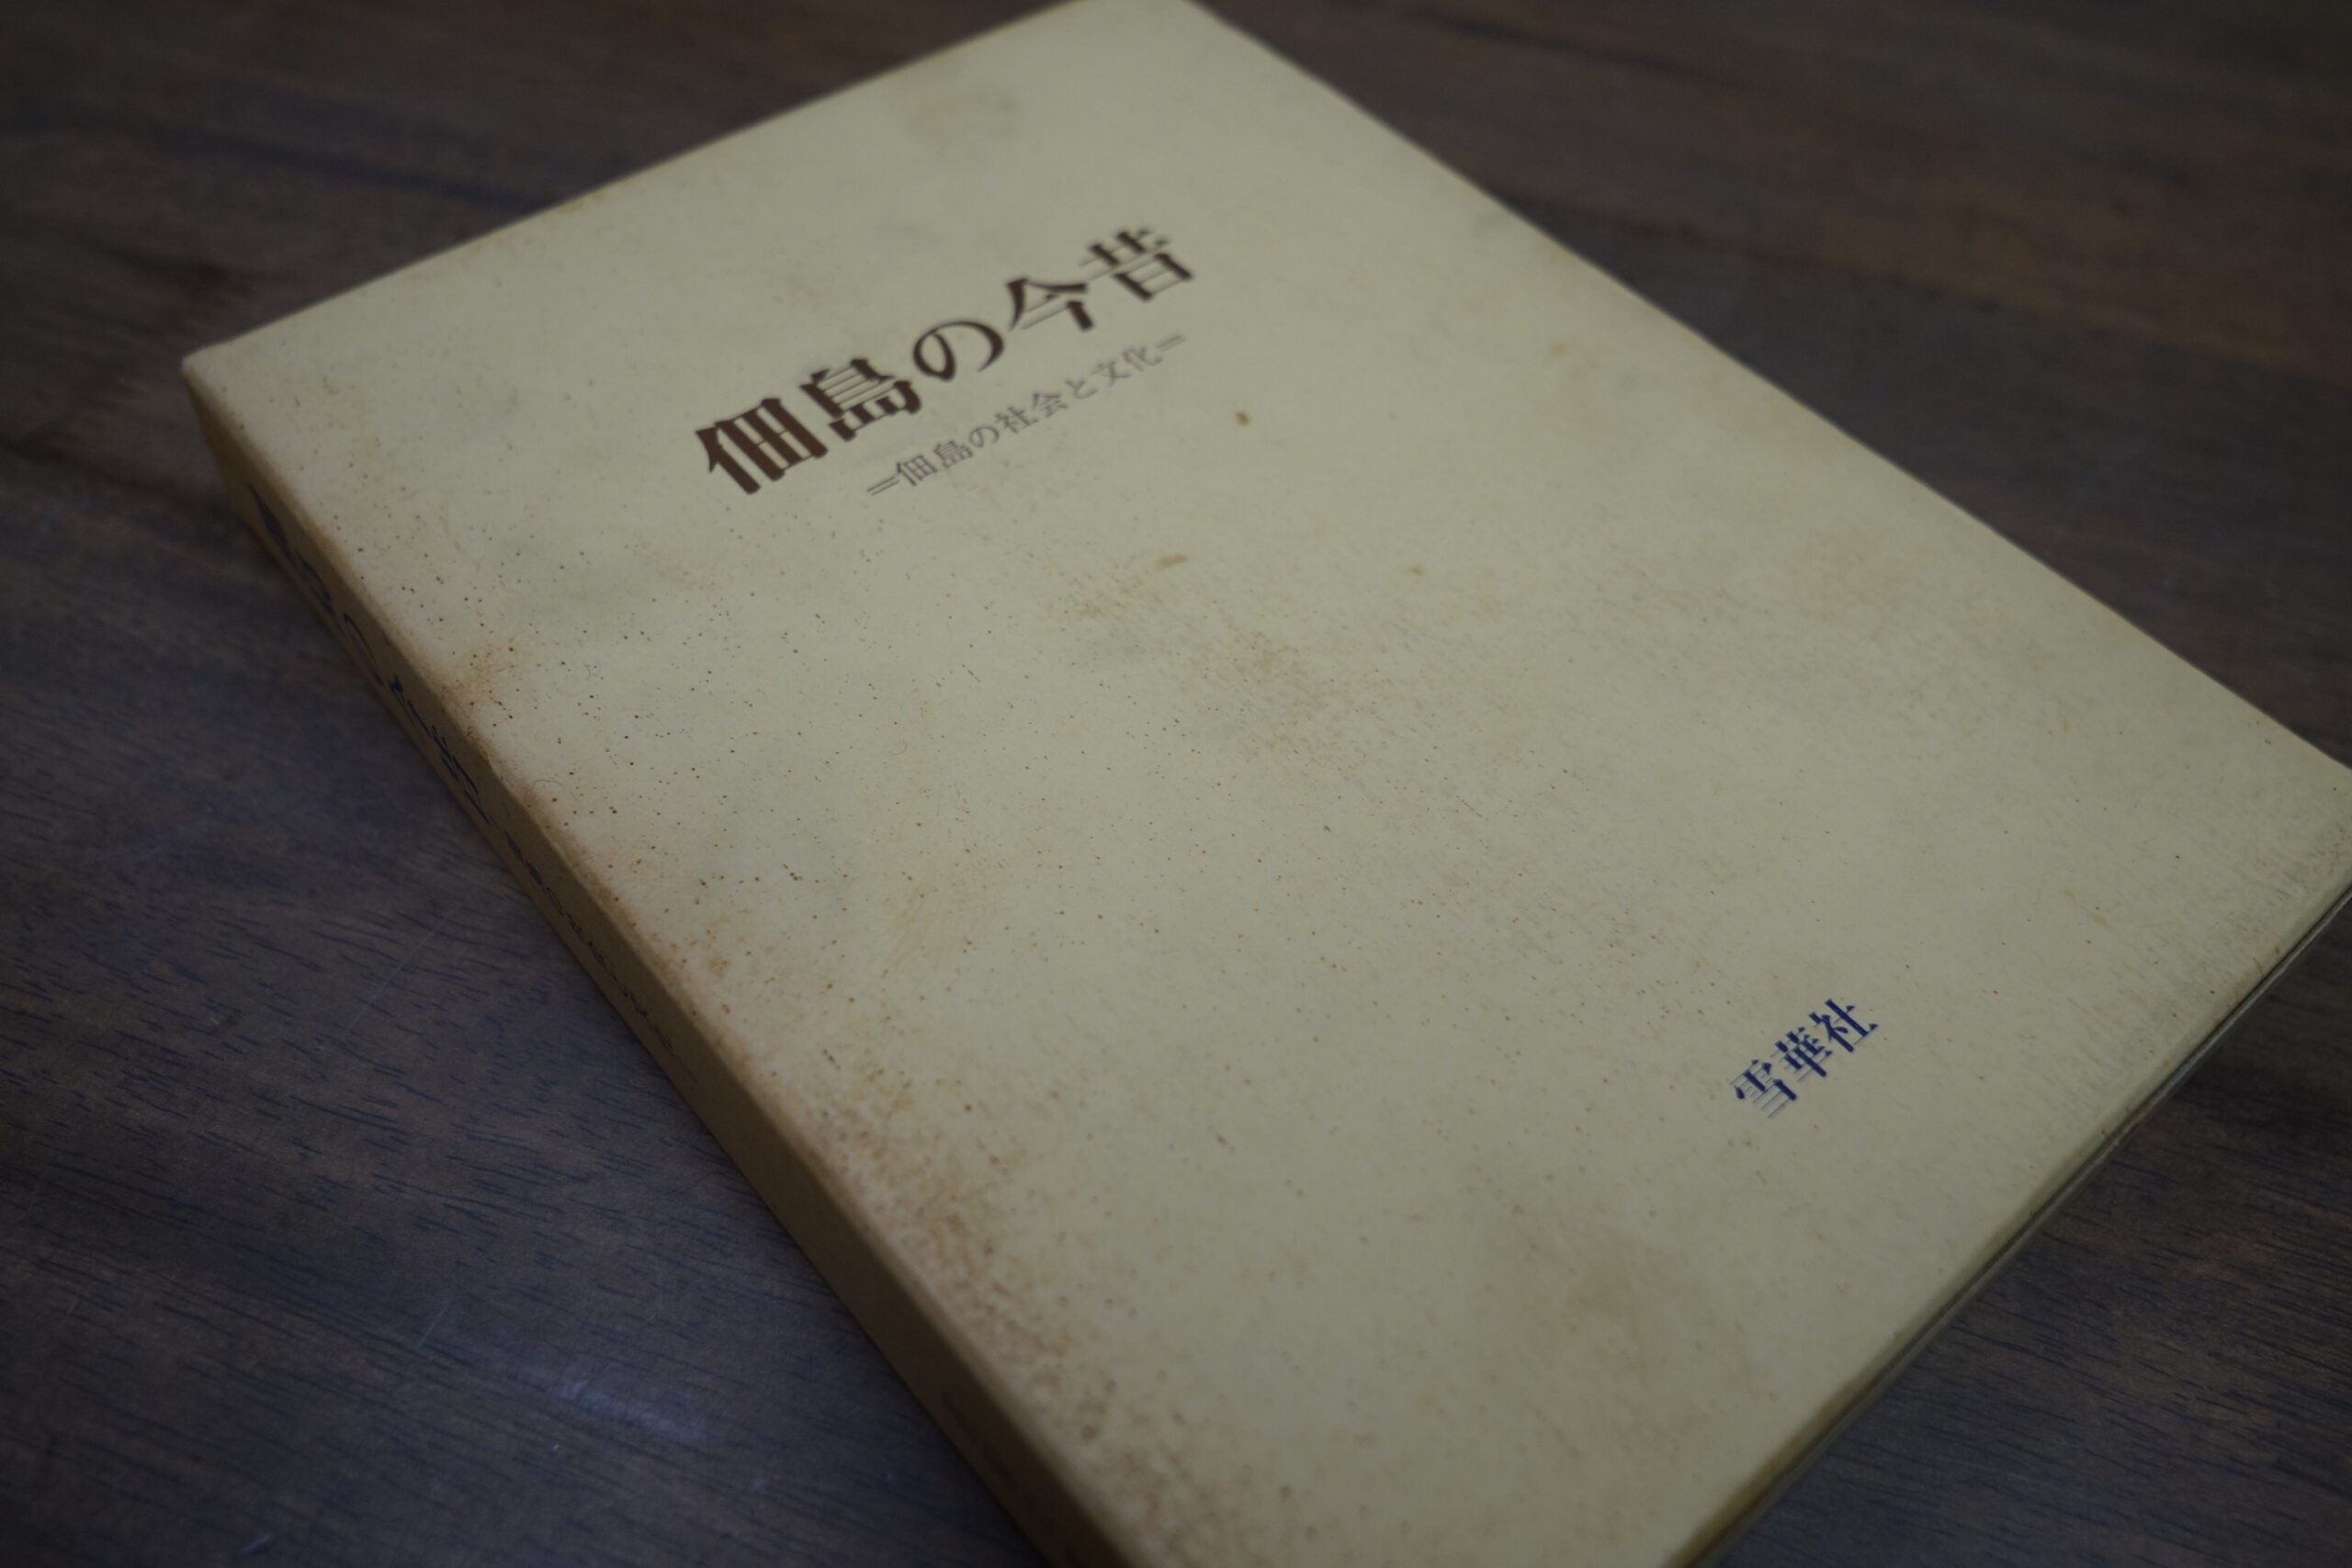 佃島の今昔
=佃島の社会と文化=
雪華社